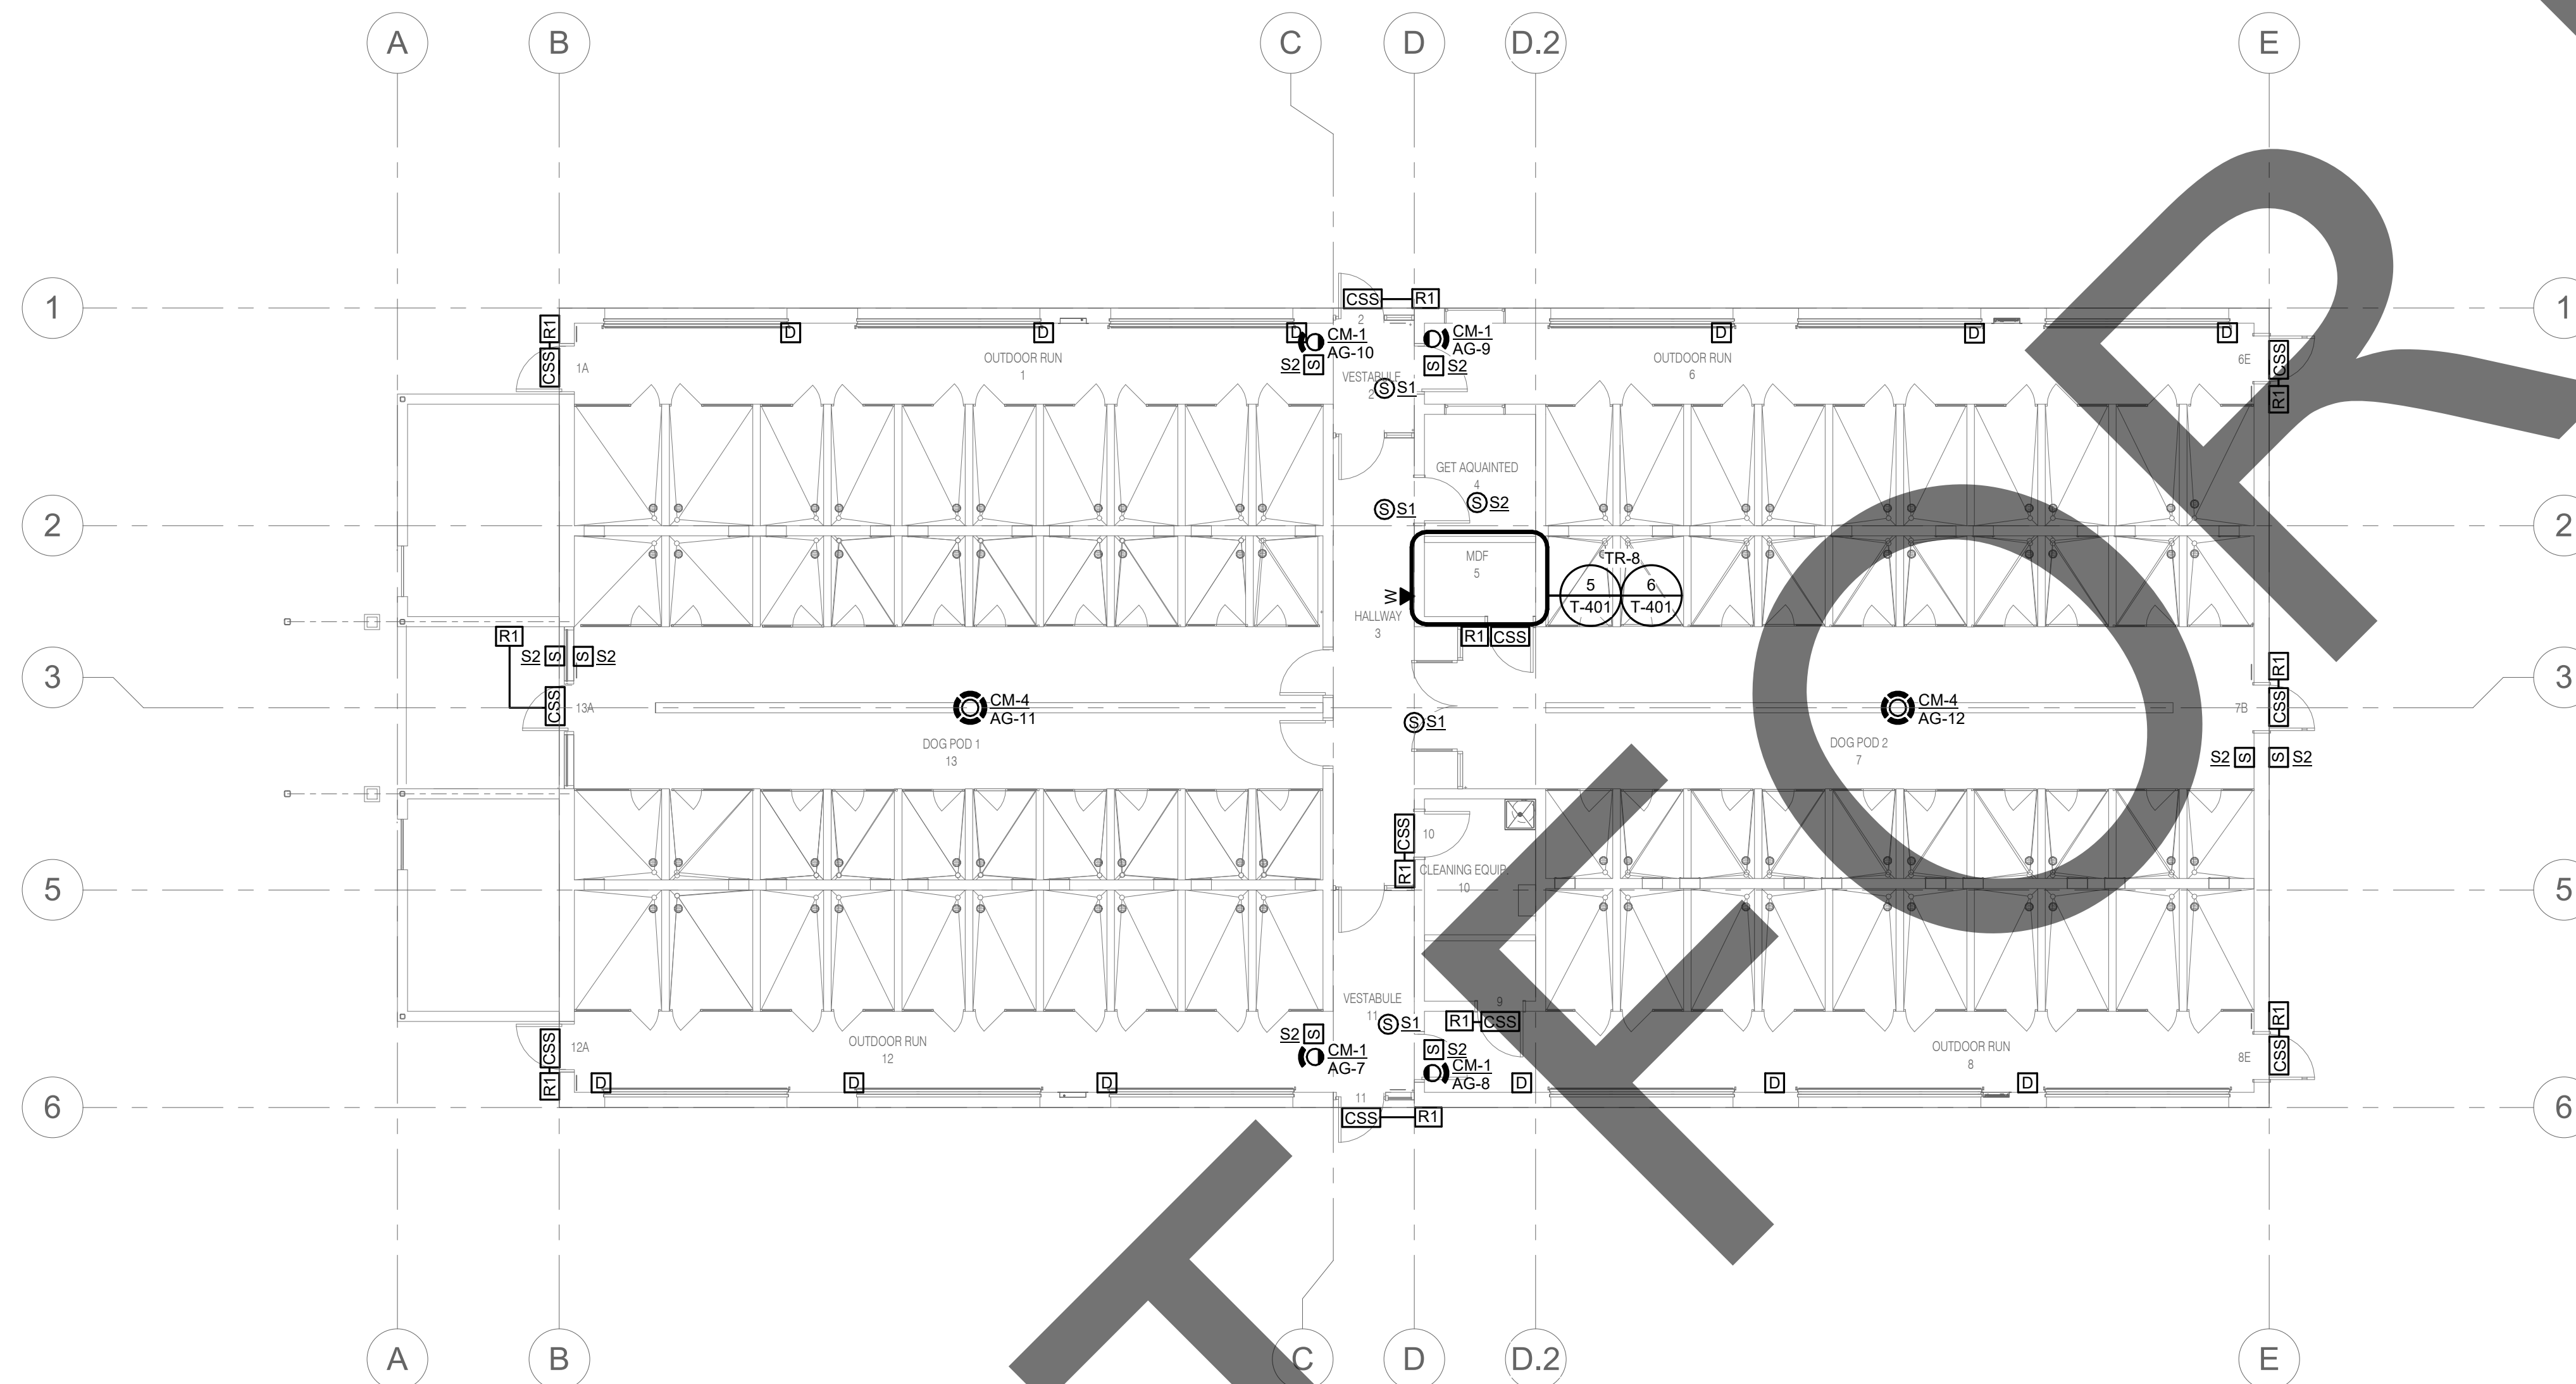 A B C D D.2 E
1 CSS R1 1
R1 D D D CM-1 CM-1 D D D
2 AG-10 AG-9
CSS 1A OUTDOOR RUN S2 S S S2 OUTDOOR RUN 6E CSS
1 VESTABULE 6
2 S S1 R1
GET AQUAINTED
4
2 S S1 S S2 2
MDF TR-8
5 5 6
W T-401 T-401
HALLWAY
3
R1 R1 CSS
S2 S S S2 R1
3 3
CSS 13A CM-4 CM-4 7B CSS
AG-11 AG-12
S S1
DOG POD 1 DOG POD 2
13 7
S2 S S S2
CSS 10
R1 CLEANING EQUIP.
10
5 5
VESTABULE 9
11
S S1 R1 CSS R1
CSS 12A OUTDOOR RUN S2 S S S2 OUTDOOR RUN 8E CSS
12 CM-1 CM-1 8
AG-7 AG-8
R1 D D D D D D
6 11 6
CSS R1
A B C D D.2 E
T F O R